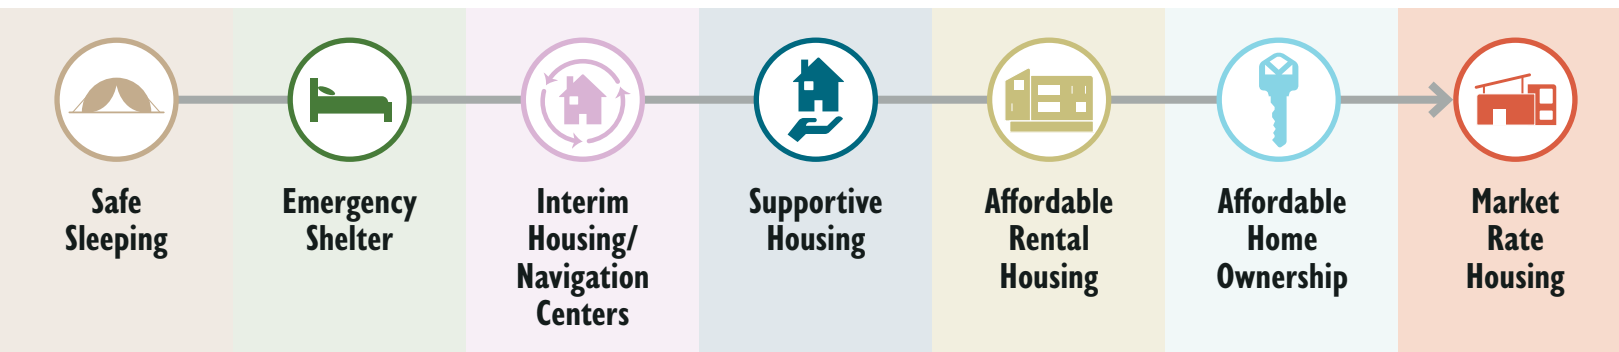 Safe
Sleeping
Emergency
Shelter
Interim
Housing/
Navigation
Centers
Supportive
Housing
Affordable
Rental
Housing
Affordable
Home
Ownership
Market
Rate
Housing